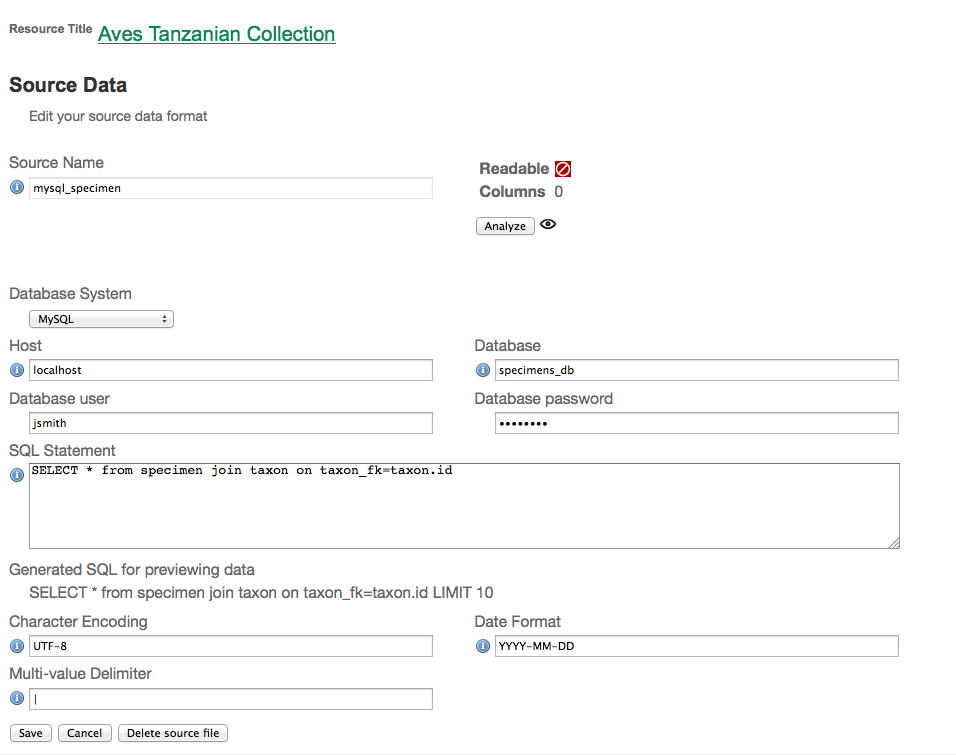 Resource Title Aves Tanzanian Collection
Source Data
Edit your source data format
Source Name
mysql_specimen
Readable
Columns 0
Analyze
Database System
MySQL
Host
localhost
Database
specimens_db
Database user
jsmith
Database password
••••••••
SQL Statement
SELECT * from specimen join taxon on taxon_fk=taxon.id
Generated SQL for previewing data
SELECT * from specimen join taxon on taxon_fk=taxon.id LIMIT 10
Character Encoding
UTF-8
Date Format
YYYY-MM-DD
Multi-value Delimiter
|
Save Cancel Delete source file